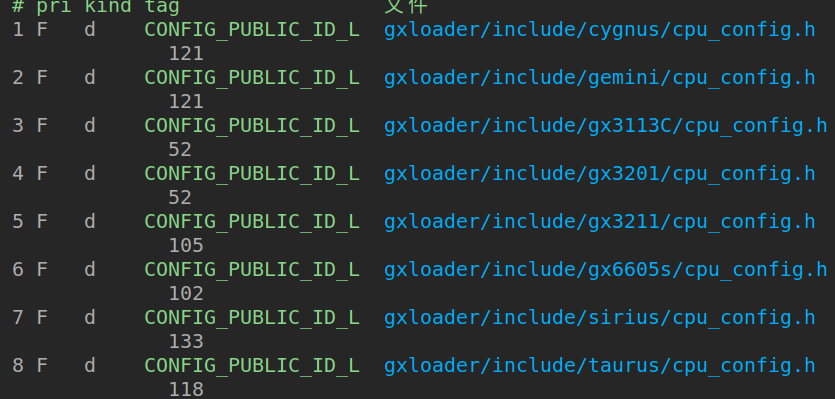 # pri kind tag 文件
1 F d CONFIG_PUBLIC_ID_L gxloader/include/cygnus/cpu_config.h
121
2 F d CONFIG_PUBLIC_ID_L gxloader/include/gemini/cpu_config.h
121
3 F d CONFIG_PUBLIC_ID_L gxloader/include/gx3113C/cpu_config.h
52
4 F d CONFIG_PUBLIC_ID_L gxloader/include/gx3201/cpu_config.h
52
5 F d CONFIG_PUBLIC_ID_L gxloader/include/gx3211/cpu_config.h
105
6 F d CONFIG_PUBLIC_ID_L gxloader/include/gx6605s/cpu_config.h
102
7 F d CONFIG_PUBLIC_ID_L gxloader/include/sirius/cpu_config.h
133
8 F d CONFIG_PUBLIC_ID_L gxloader/include/taurus/cpu_config.h
118